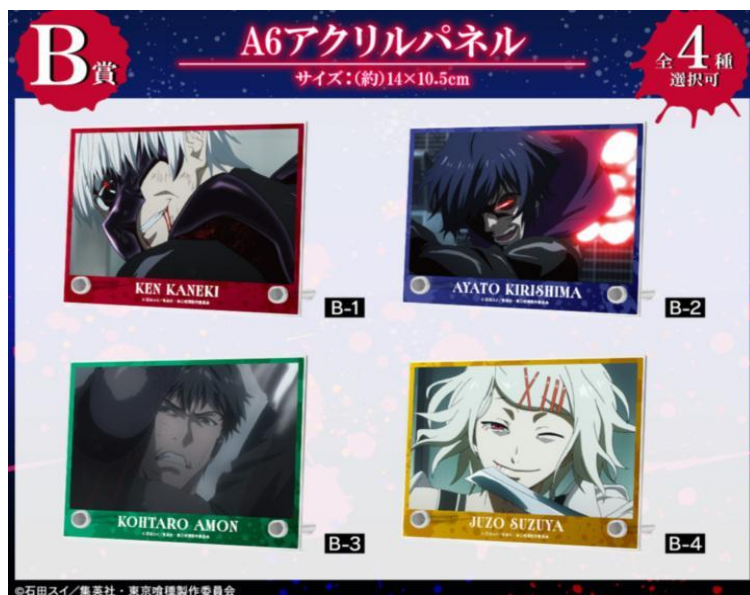 B賞
A6アクリルパネル
サイズ:(約)14×10.5cm
全4種
選択可
KEN KANEKI
B-1
AYATO KIRISHIMA
B-2
KOHTARO AMON
B-3
JUZO SUZUYA
B-4
©石田スイ/集英社・東京喰種製作委員会